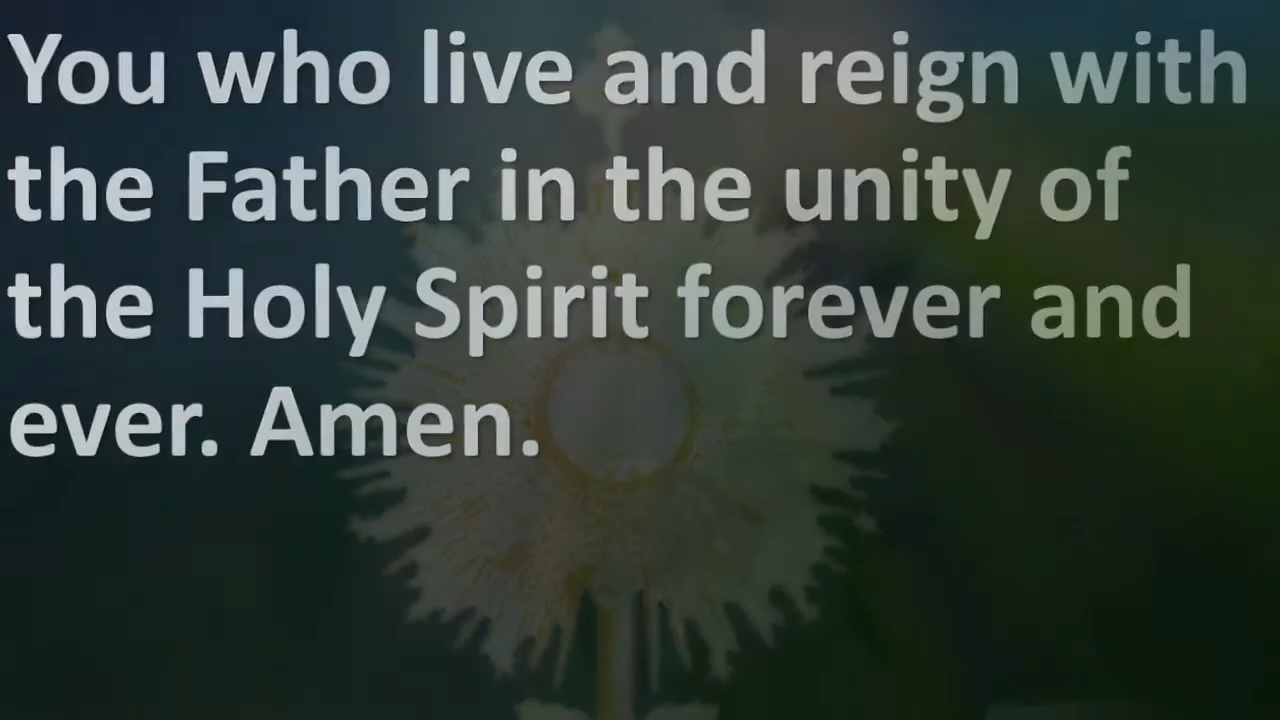 You who live and reign with
the Father in the unity of
the Holy Spirit forever and
ever. Amen.